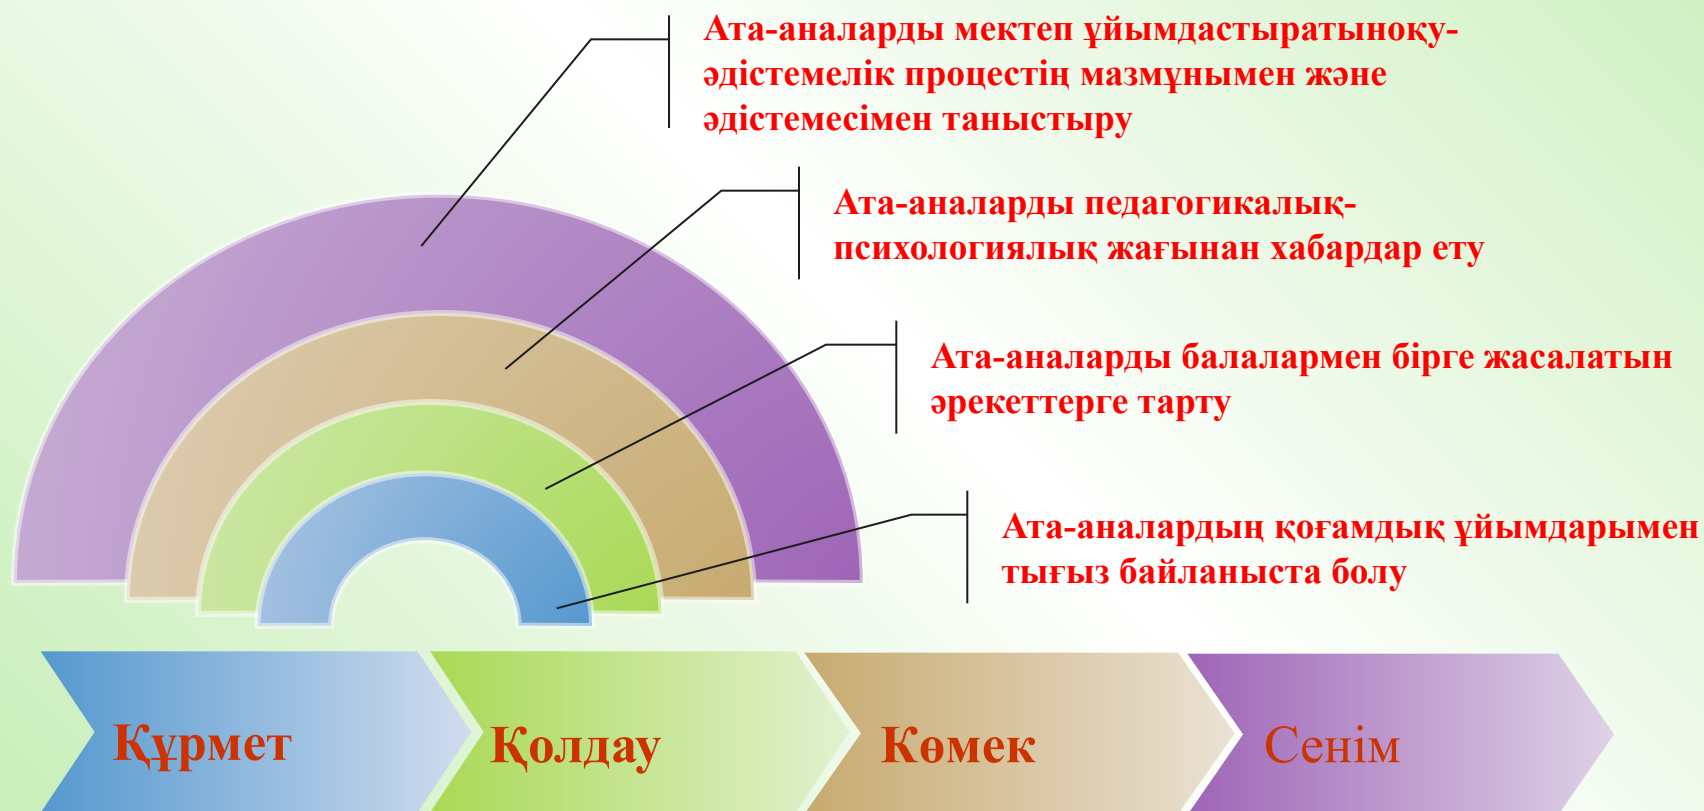 Ата-аналарды мектеп ұйымдастыратыноқу-
әдістемелік процестің мазмұнымен және
әдістемесімен таныстыру
Ата-аналарды педагогикалық-
психологиялық жағынан хабардар ету
Ата-аналарды балалармен бірге жасалатын
әрекеттерге тарту
Ата-аналардың қоғамдық ұйымдарымен
тығыз байланыста болу
Құрмет
Қолдау
Көмек
Сенім